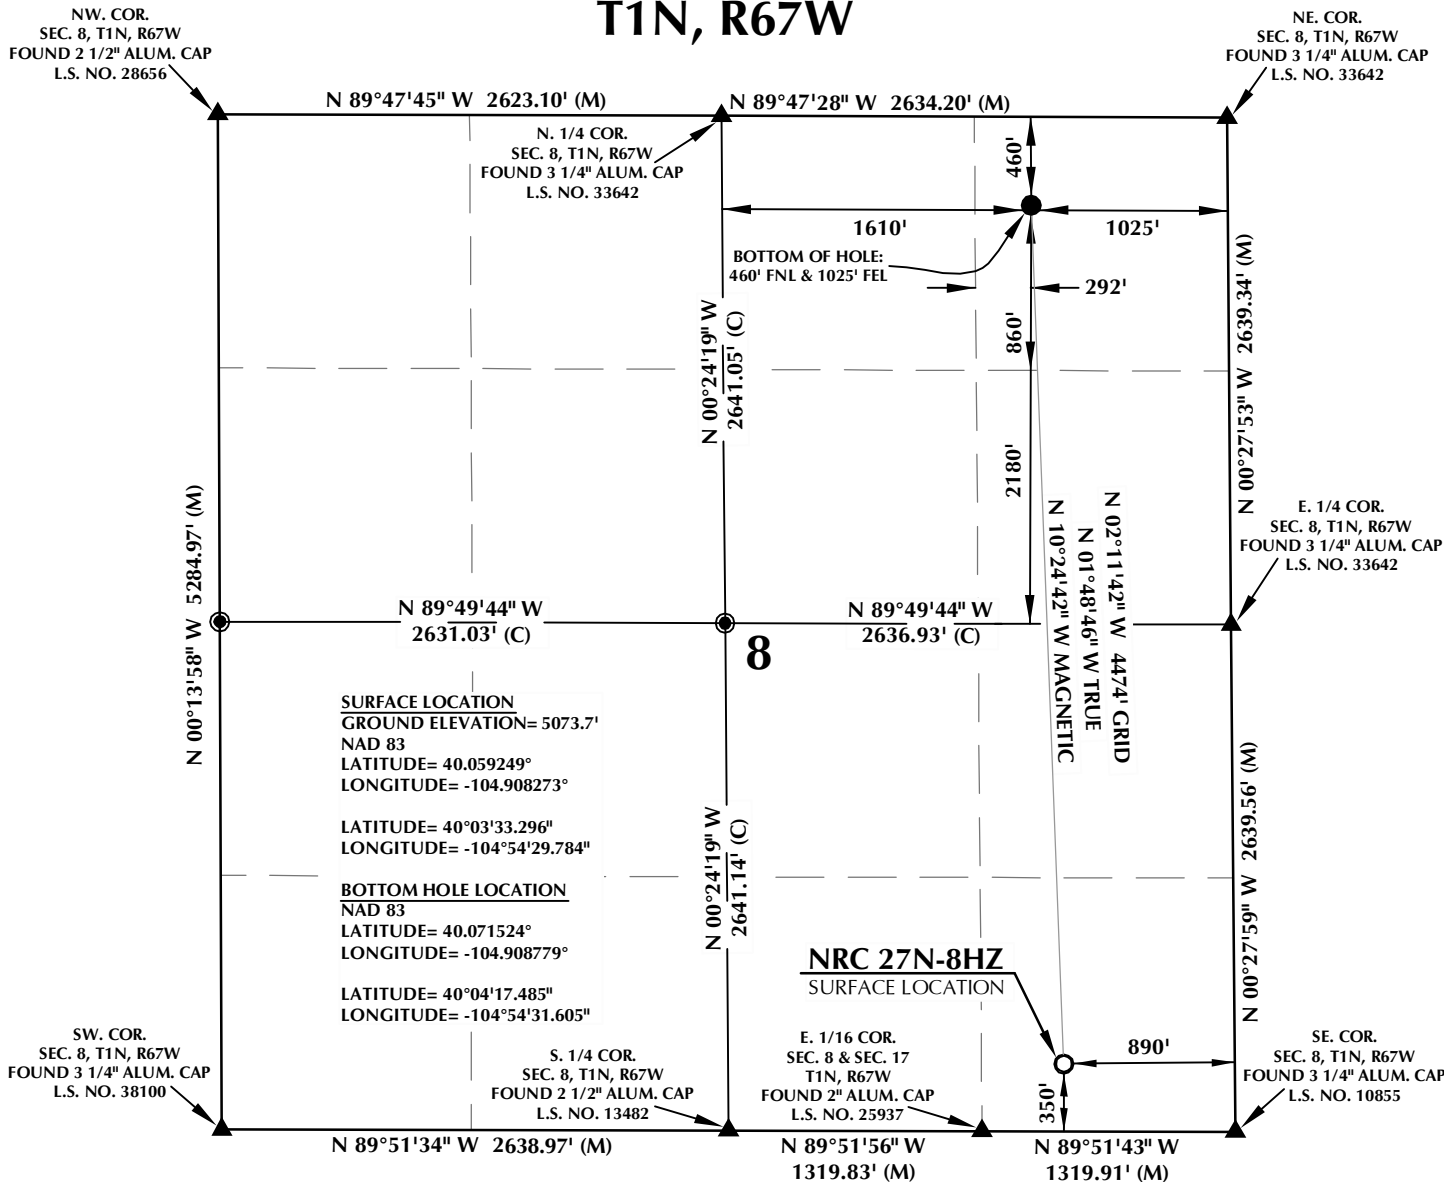 T1N, R67W
NW. COR.
SEC. 8, T1N, R67W
FOUND 2 1/2" ALUM. CAP
L.S. NO. 28656
NE. COR.
SEC. 8, T1N, R67W
FOUND 3 1/4" ALUM. CAP
L.S. NO. 33642
N 89°47'45" W 2623.10' (M)
N 89°47'28" W 2634.20' (M)
N. 1/4 COR.
SEC. 8, T1N, R67W
FOUND 3 1/4" ALUM. CAP
L.S. NO. 33642
460'
1610'
1025'
BOTTOM OF HOLE:
460' FNL & 1025' FEL
292'
860'
N 00°24'19" W
2641.05' (C)
N 00°27'53" W 2639.34' (M)
2180'
N 02°11'42" W 4474' GRID
N 01°48'46" W TRUE
N 10°24'42" W MAGNETIC
E. 1/4 COR.
SEC. 8, T1N, R67W
FOUND 3 1/4" ALUM. CAP
L.S. NO. 33642
N 00°13'58" W 5284.97' (M)
N 89°49'44" W
2631.03' (C)
N 89°49'44" W
2636.93' (C)
8
SURFACE LOCATION
GROUND ELEVATION= 5073.7'
NAD 83
LATITUDE= 40.059249°
LONGITUDE= -104.908273°
LATITUDE= 40°03'33.296"
LONGITUDE= -104°54'29.784"
BOTTOM HOLE LOCATION
NAD 83
LATITUDE= 40.071524°
LONGITUDE= -104.908779°
LATITUDE= 40°04'17.485"
LONGITUDE= -104°54'31.605"
N 00°24'19" W
2641.14' (C)
N 00°27'59" W 2639.56' (M)
NRC 27N-8HZ
SURFACE LOCATION
890'
350'
SW. COR.
SEC. 8, T1N, R67W
FOUND 3 1/4" ALUM. CAP
L.S. NO. 38100
S. 1/4 COR.
SEC. 8, T1N, R67W
FOUND 2 1/2" ALUM. CAP
L.S. NO. 13482
E. 1/16 COR.
SEC. 8 & SEC. 17
T1N, R67W
FOUND 2" ALUM. CAP
L.S. NO. 25937
SE. COR.
SEC. 8, T1N, R67W
FOUND 3 1/4" ALUM. CAP
L.S. NO. 10855
N 89°51'34" W 2638.97' (M)
N 89°51'56" W
1319.83' (M)
N 89°51'43" W
1319.91' (M)